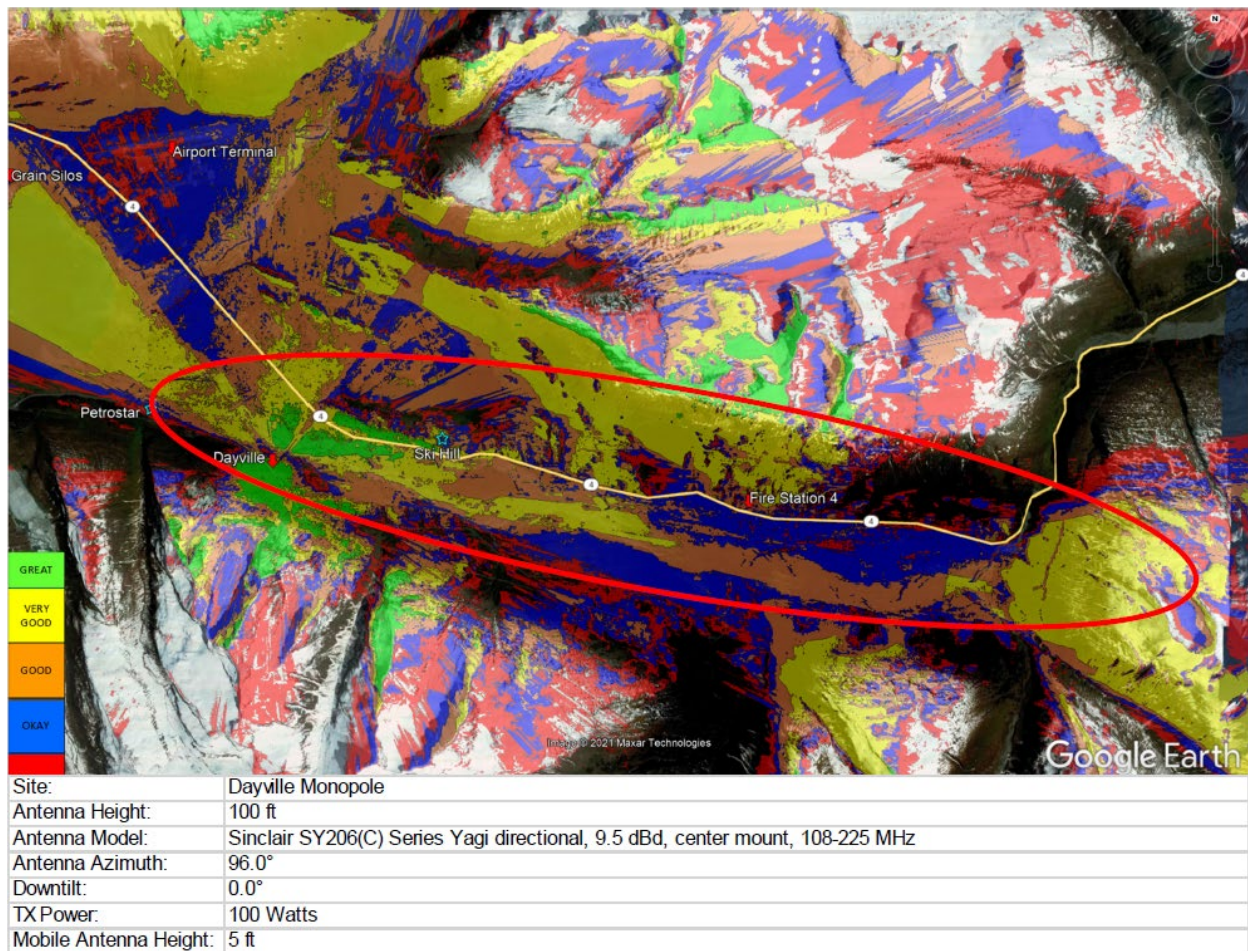 N
Airport Terminal
Grain Silos
4
4
4
Petrostar
Dayville
Ski Hill
4
Fire Station 4
4
GREAT
VERY
GOOD
GOOD
OKAY
Image © 2021 Maxar Technologies
Google Earth
Site: Dayville Monopole
Antenna Height: 100 ft
Antenna Model: Sinclair SY206(C) Series Yagi directional, 9.5 dBd, center mount, 108-225 MHz
Antenna Azimuth: 96.0°
Downtilt: 0.0°
TX Power: 100 Watts
Mobile Antenna Height: 5 ft